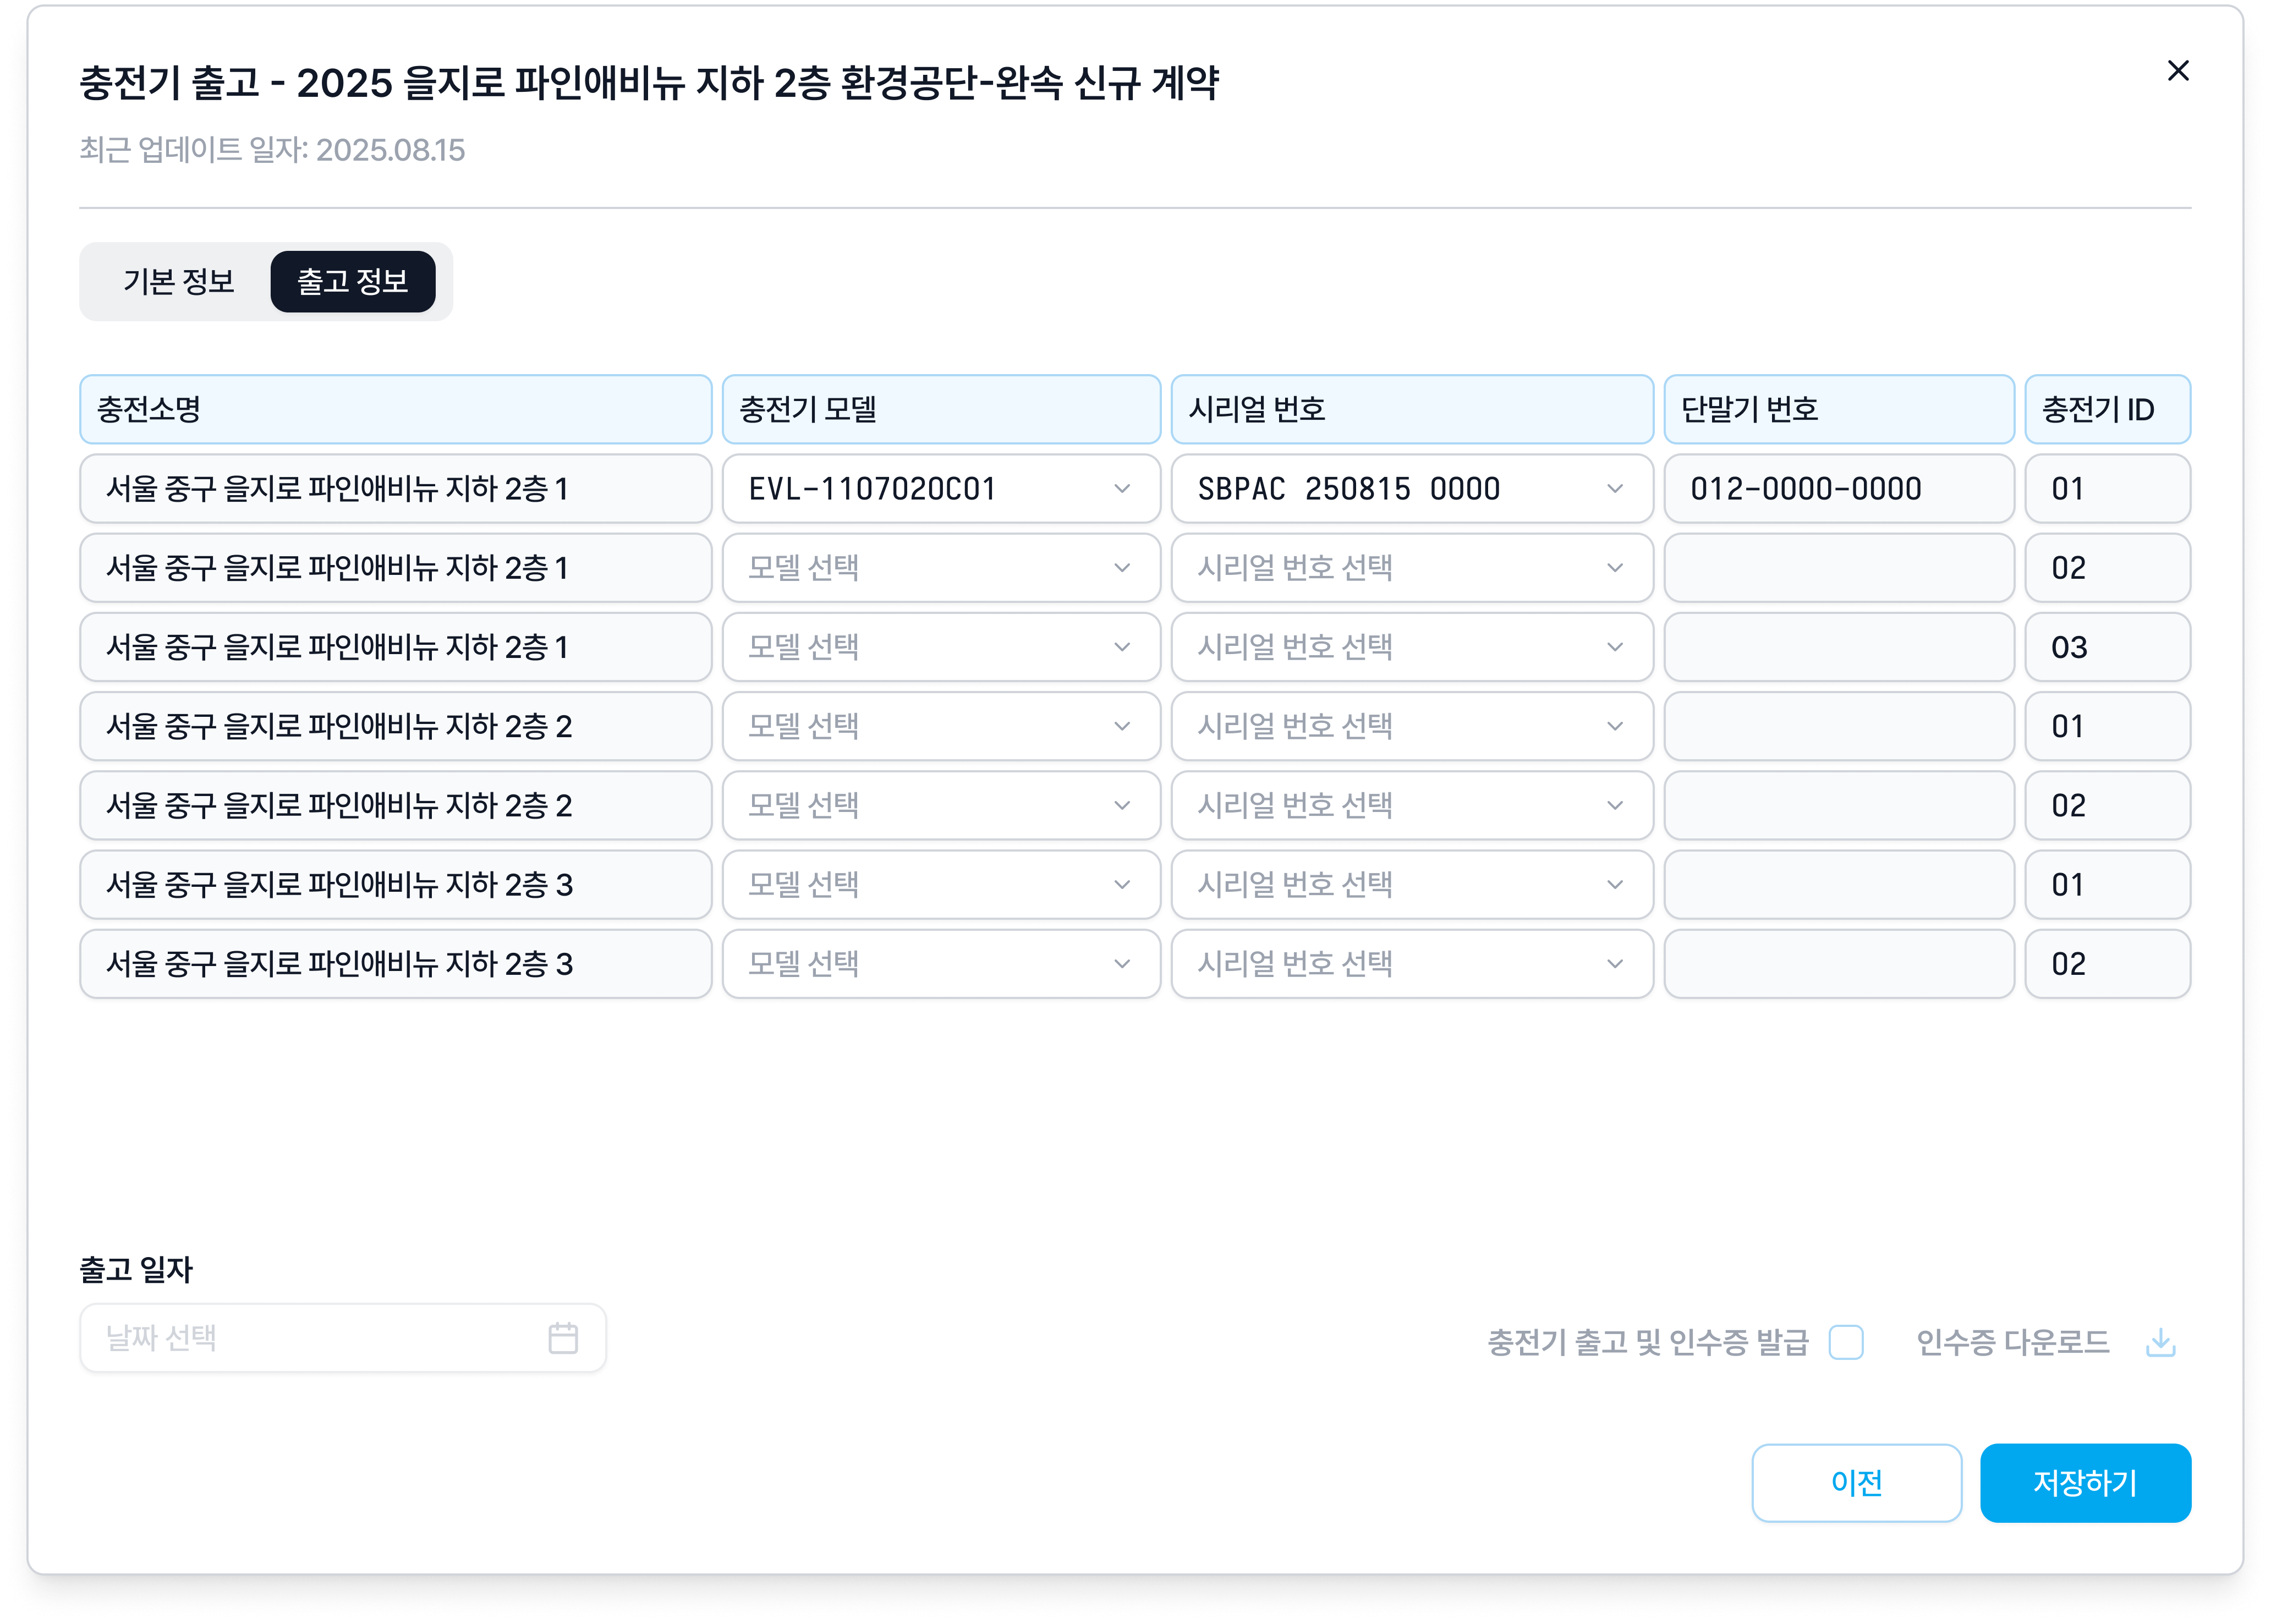 충전기 출고 - 2025 을지로 파인애비뉴 지하 2층 환경공단-완속 신규 계약
최근 업데이트 일자: 2025.08.15
기본 정보 출고 정보
충전소명 충전기 모델 시리얼 번호 단말기 번호 충전기 ID
서울 중구 을지로 파인애비뉴 지하 2층 1 EVL-1107020C01 SBPAC 250815 0000 012-0000-0000 01
서울 중구 을지로 파인애비뉴 지하 2층 1 모델 선택 시리얼 번호 선택 02
서울 중구 을지로 파인애비뉴 지하 2층 1 모델 선택 시리얼 번호 선택 03
서울 중구 을지로 파인애비뉴 지하 2층 2 모델 선택 시리얼 번호 선택 01
서울 중구 을지로 파인애비뉴 지하 2층 2 모델 선택 시리얼 번호 선택 02
서울 중구 을지로 파인애비뉴 지하 2층 3 모델 선택 시리얼 번호 선택 01
서울 중구 을지로 파인애비뉴 지하 2층 3 모델 선택 시리얼 번호 선택 02
출고 일자
날짜 선택
충전기 출고 및 인수증 발급 인수증 다운로드
이전 저장하기